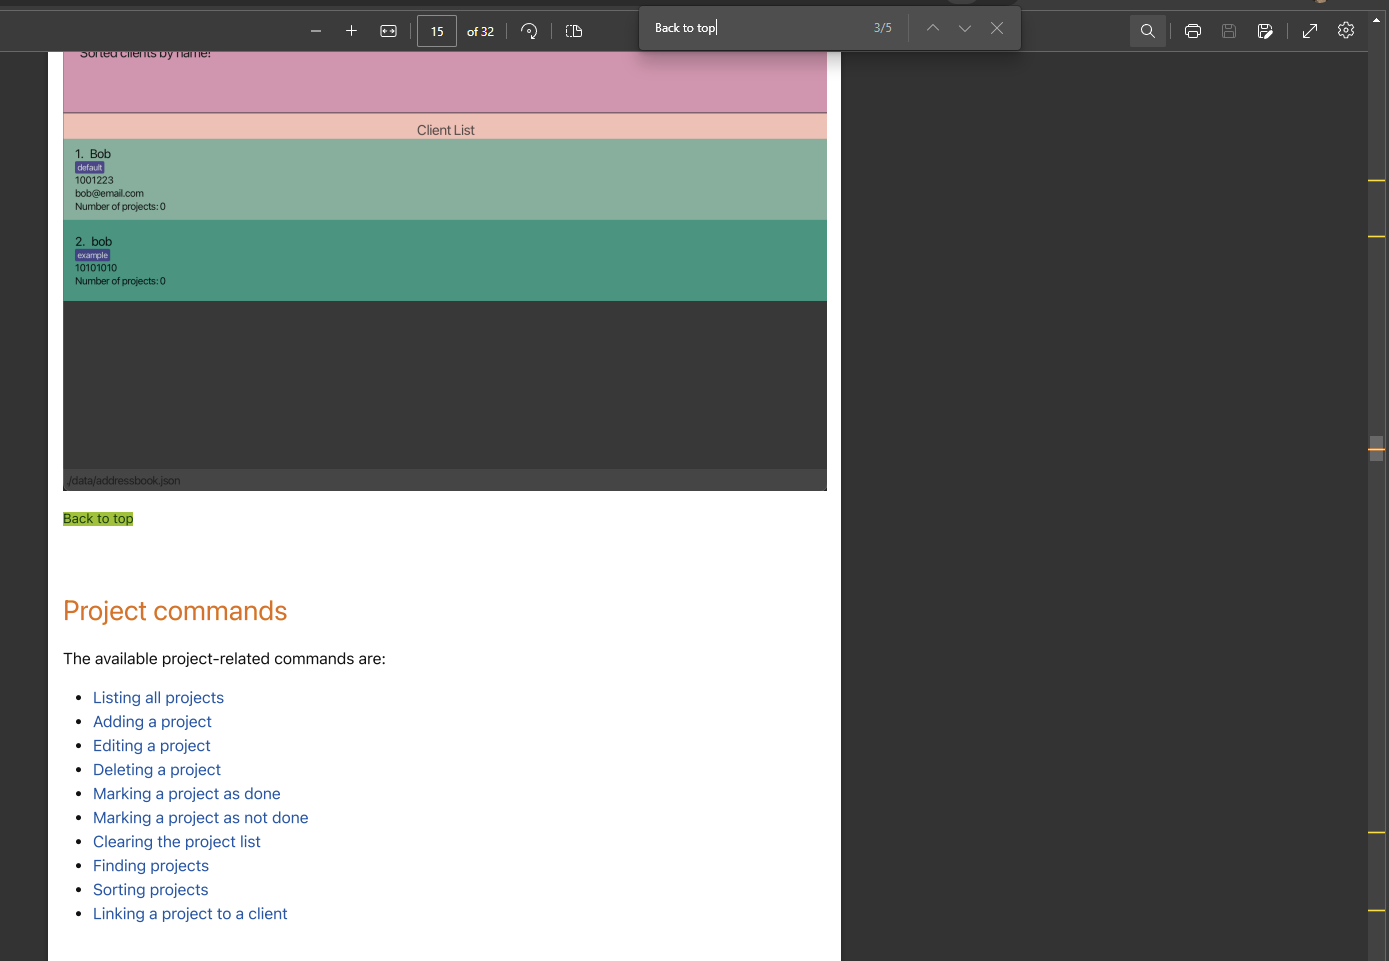 15 of 32
Back to top 3/5
Sorted clients by name!
Client List
1. Bob
default
1001223
bob@email.com
Number of projects: 0
2. bob
example
10101010
Number of projects: 0
/data/addressbook.json
Back to top
Project commands
The available project-related commands are:
• Listing all projects
• Adding a project
• Editing a project
• Deleting a project
• Marking a project as done
• Marking a project as not done
• Clearing the project list
• Finding projects
• Sorting projects
• Linking a project to a client